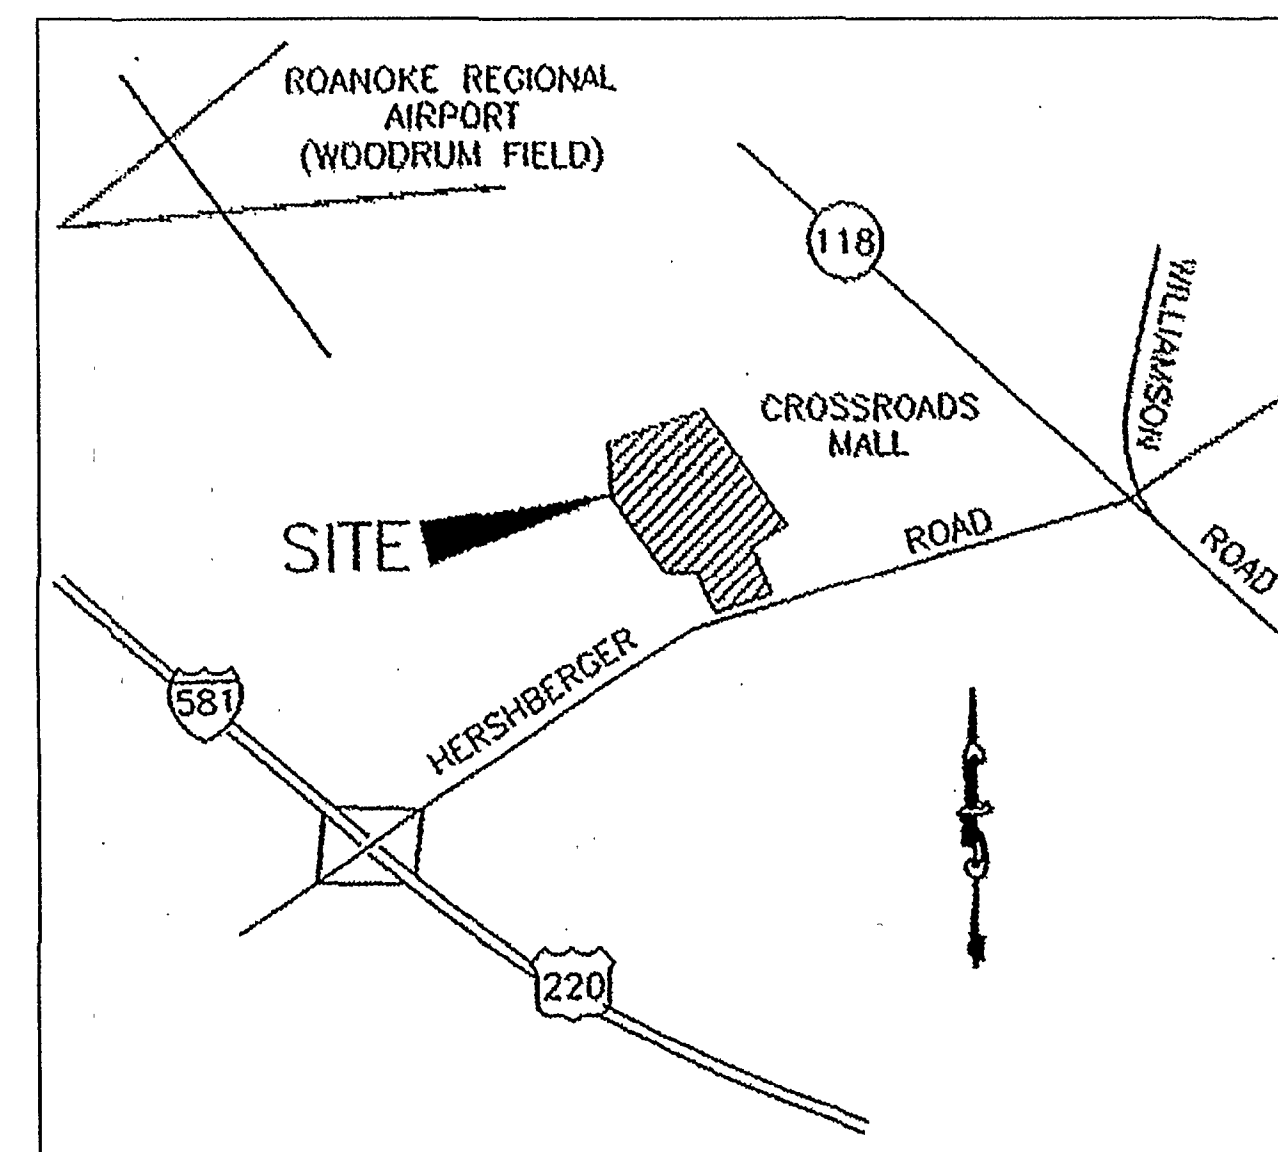 ROANOKE REGIONAL
AIRPORT
(WOODRUM FIELD)
118
WILLIAMSON
CROSSROADS
MALL
SITE
ROAD
ROAD
HERSHBERGER
581
220